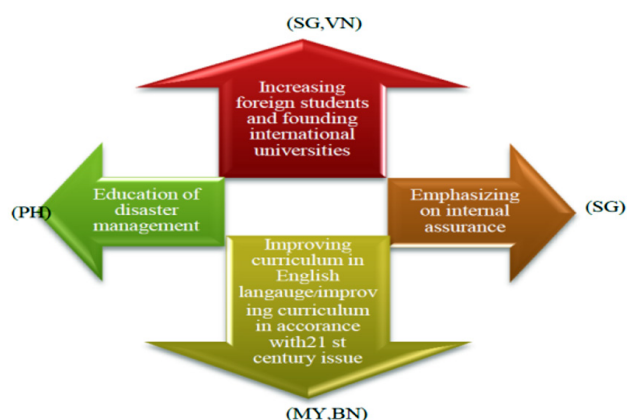 (SG,VN)
Increasing
foreign students
and founding
international
universities
(PH)
Education of
disaster
management
Emphasizing
on internal
assurance
(SG)
Improving
curriculum in
English
langauge/improv
ing curriculum
in accorance
with21 st
century issue
(MY,BN)